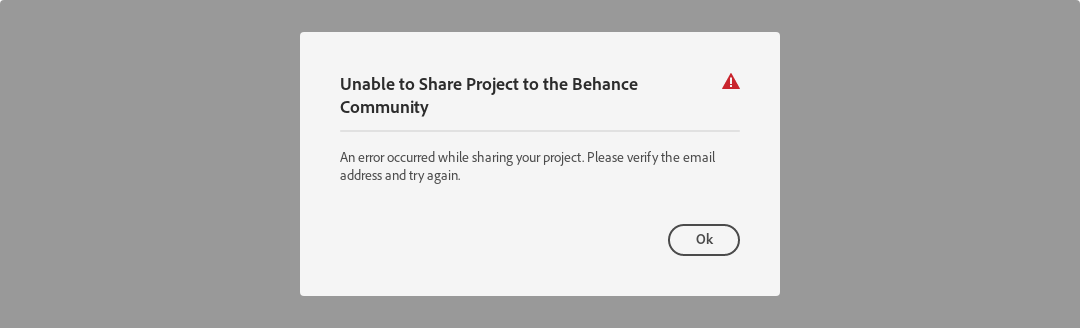 Unable to Share Project to the Behance
Community
An error occurred while sharing your project. Please verify the email
address and try again.
Ok